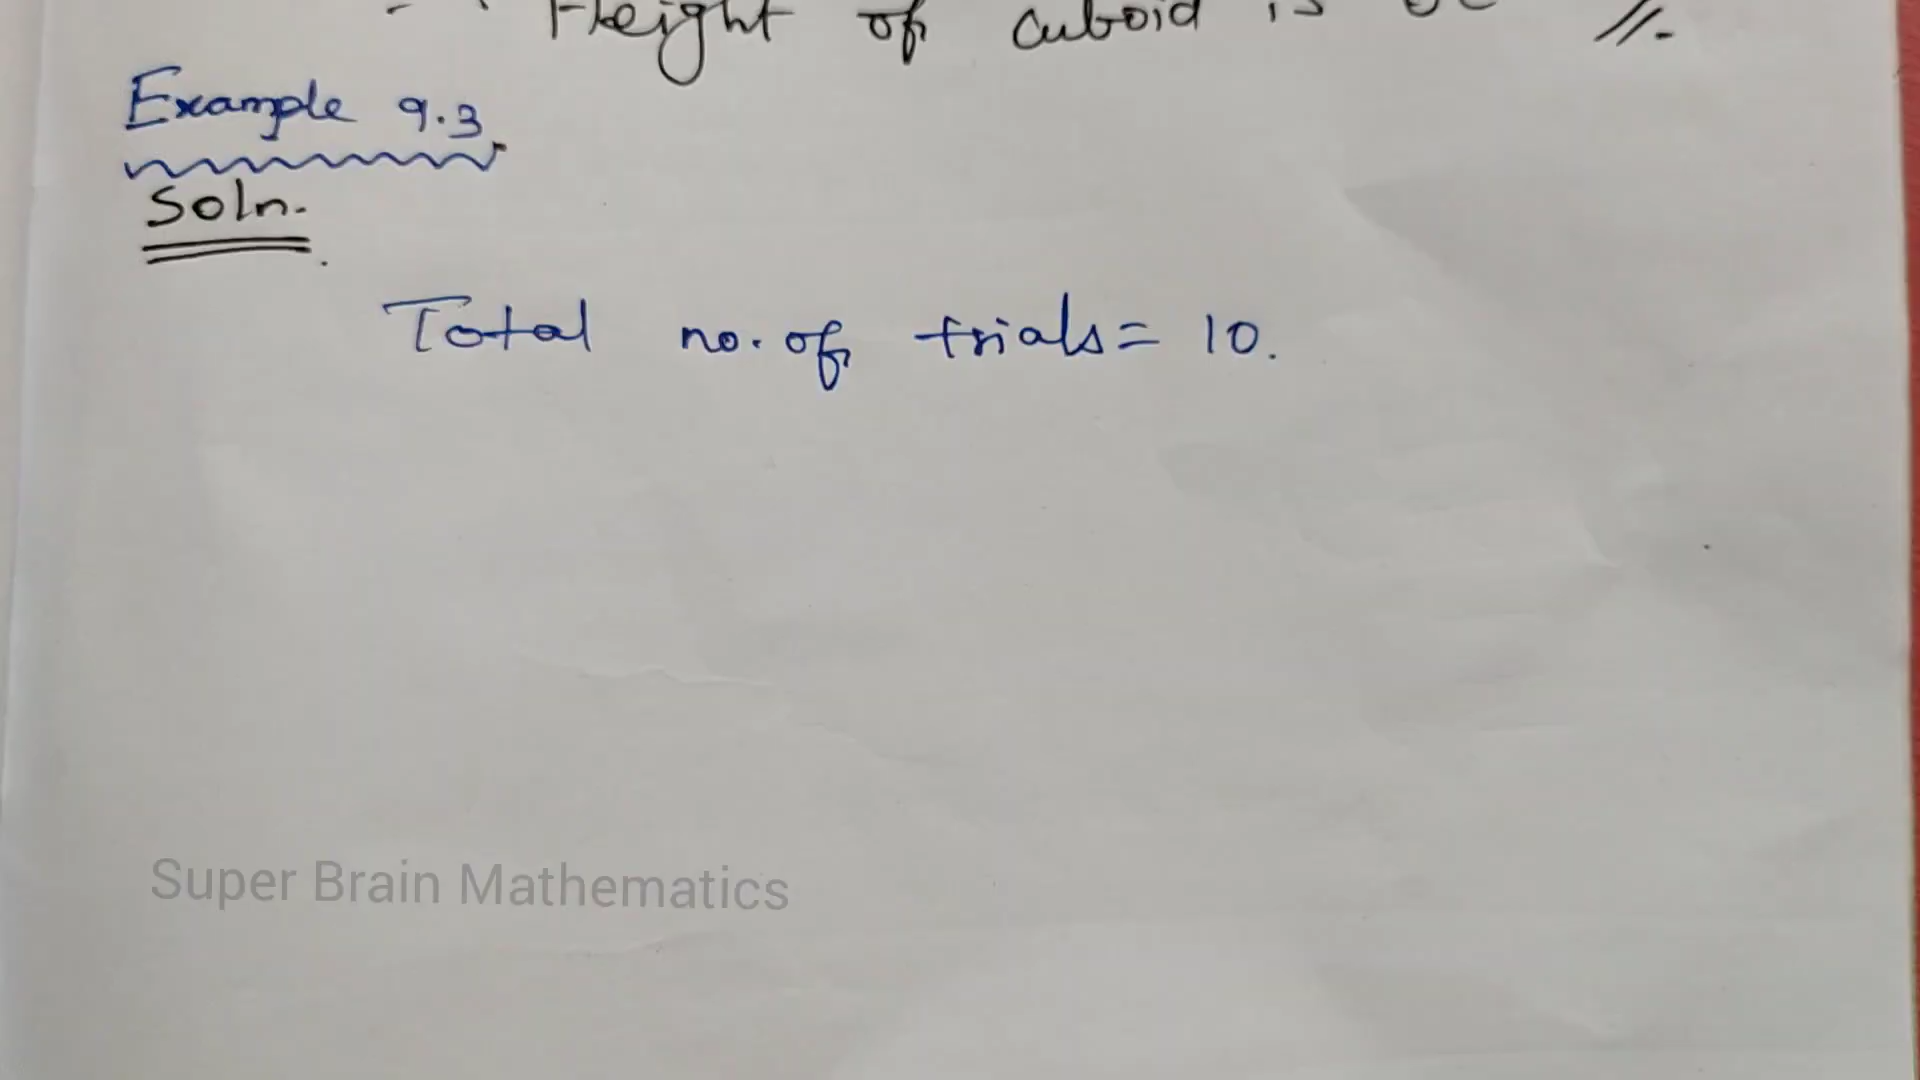 Height of cuboid is
Example 9.3
Soln.
Total no. of trials = 10.
Super Brain Mathematics